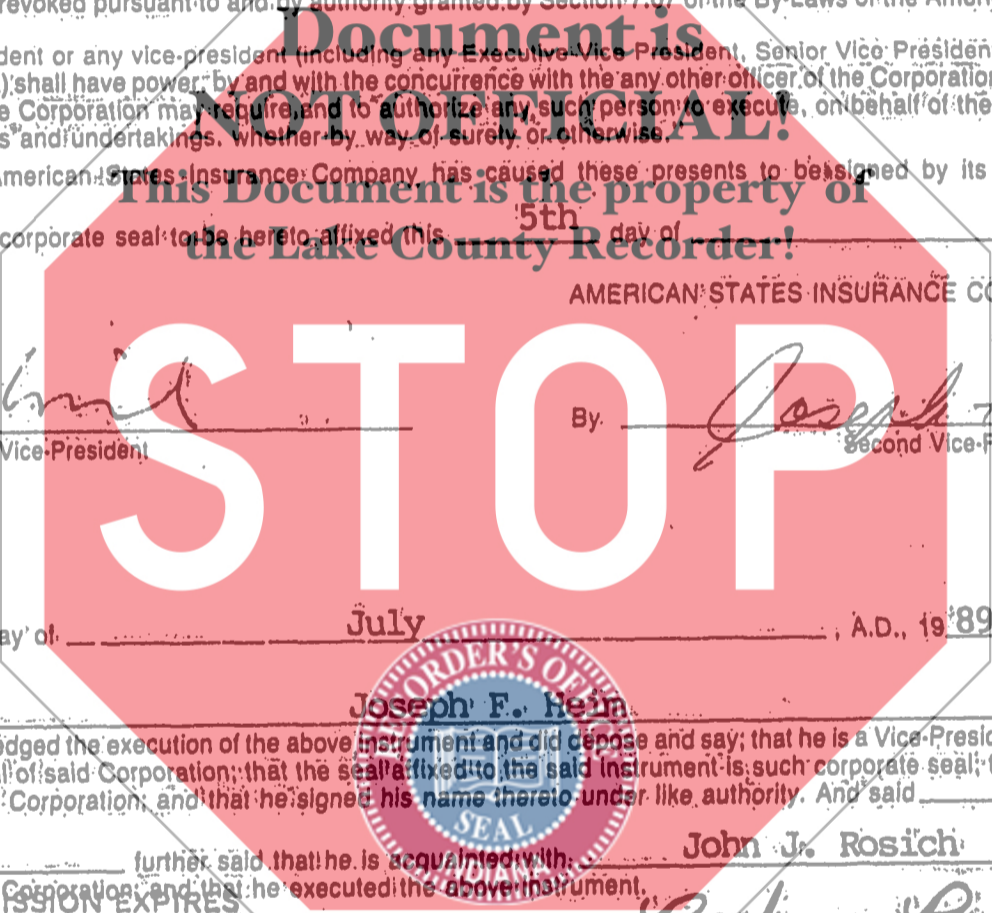 revoked pursuant to and by authority granted by Section 7.07 of the By-Laws of the Ameri
Document is
dent or any vice-president (including any Executive-Vice-President, Senior Vice Presiden
) shall have power, by and with the concurrence with the any other officer of the Corporation
NOT OFFICIAL!
e Corporation may require, and to authorize any such person to execute, on behalf of the
s and undertakings, whether by way of surety or otherwise.
American States Insurance Company has caused these presents to be signed by its
This Document is the property of
corporate seal to be hereto affixed this 5th day of
the Lake County Recorder!
AMERICAN STATES INSURANCE CO
STOP
By Joseph
Vice-President
Second Vice-P
ay of July , A.D., 1989
RECORDER'S OFFICE
Joseph F. Heim
edged the execution of the above instrument and did depose and say; that he is a Vice-Presid
l of said Corporation; that the seal affixed to the said instrument is such corporate seal; t
Corporation; and that he signed his name thereto under like authority. And said
SEAL
John J. Rosich
further said that he is acquainted with
INDIANA
Corporation; and that he executed the above instrument.
ISSION EXPIRES